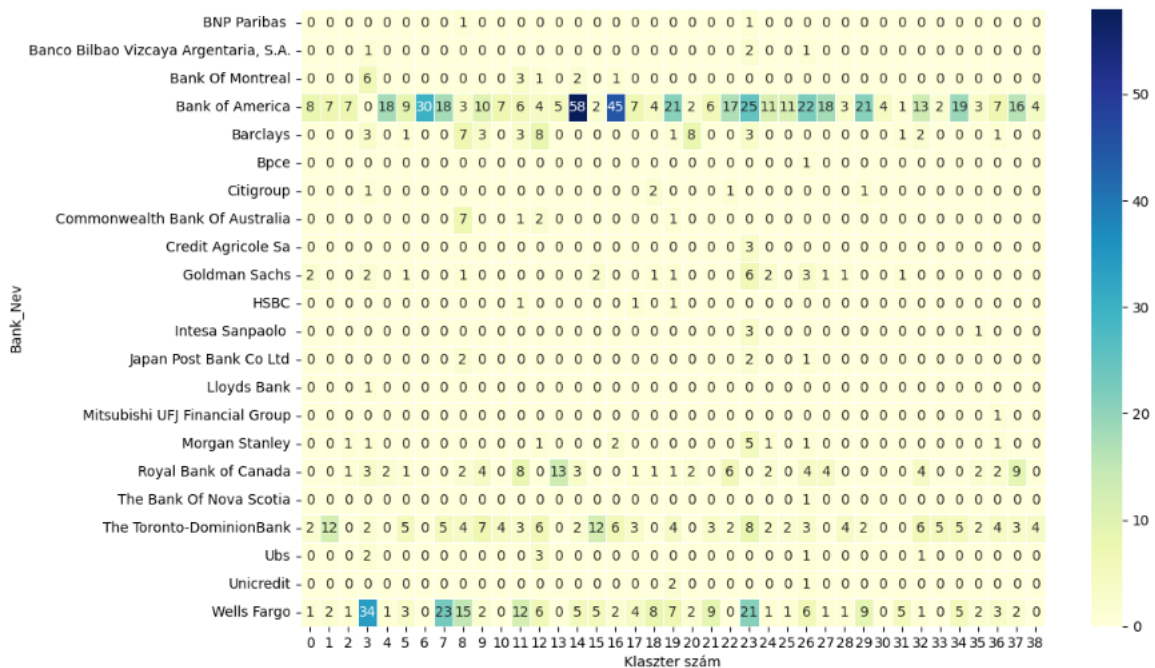 BNP Paribas 0 0 0 0 0 0 0 0 1 0 0 0 0 0 0 0 0 0 0 0 0 0 0 1 0 0 0 0 0 0 0 0 0 0 0 0 0 0 0
Banco Bilbao Vizcaya Argentaria, S.A. 0 0 0 1 0 0 0 0 0 0 0 0 0 0 0 0 0 0 0 0 0 0 0 2 0 0 1 0 0 0 0 0 0 0 0 0 0 0 0
Bank Of Montreal 0 0 0 6 0 0 0 0 0 0 0 3 1 0 2 0 1 0 0 0 0 0 0 0 0 0 0 0 0 0 0 0 0 0 0 0 0 0 0
Bank of America 8 7 7 0 18 9 30 18 3 10 7 6 4 5 58 2 45 7 4 21 2 6 17 25 11 11 22 18 3 21 4 1 13 2 19 3 7 16 4
Barclays 0 0 0 3 0 1 0 0 7 3 0 3 8 0 0 0 0 0 0 1 8 0 0 3 0 0 0 0 0 0 0 1 2 0 0 0 1 0 0
Bpce 0 0 0 0 0 0 0 0 0 0 0 0 0 0 0 0 0 0 0 0 0 0 0 0 0 0 1 0 0 0 0 0 0 0 0 0 0 0 0
Citigroup 0 0 0 1 0 0 0 0 0 0 0 0 0 0 0 0 0 0 2 0 0 0 1 0 0 0 0 0 0 1 0 0 0 0 0 0 0 0 0
Commonwealth Bank Of Australia 0 0 0 0 0 0 0 0 7 0 0 1 2 0 0 0 0 0 0 1 0 0 0 0 0 0 0 0 0 0 0 0 0 0 0 0 0 0 0
Credit Agricole Sa 0 0 0 0 0 0 0 0 0 0 0 0 0 0 0 0 0 0 0 0 0 0 0 3 0 0 0 0 0 0 0 0 0 0 0 0 0 0 0
Goldman Sachs 2 0 0 2 0 1 0 0 1 0 0 0 0 0 0 2 0 0 1 1 0 0 0 6 2 0 3 1 1 0 0 1 0 0 0 0 0 0 0
HSBC 0 0 0 0 0 0 0 0 0 0 0 1 0 0 0 0 0 1 0 1 0 0 0 0 0 0 0 0 0 0 0 0 0 0 0 0 0 0 0
Intesa Sanpaolo 0 0 0 0 0 0 0 0 0 0 0 0 0 0 0 0 0 0 0 0 0 0 0 3 0 0 0 0 0 0 0 0 0 0 0 1 0 0 0
Japan Post Bank Co Ltd 0 0 0 0 0 0 0 0 2 0 0 0 0 0 0 0 0 0 0 0 0 0 0 2 0 0 1 0 0 0 0 0 0 0 0 0 0 0 0
Lloyds Bank 0 0 0 1 0 0 0 0 0 0 0 0 0 0 0 0 0 0 0 0 0 0 0 0 0 0 0 0 0 0 0 0 0 0 0 0 0 0 0
Mitsubishi UFJ Financial Group 0 0 0 0 0 0 0 0 0 0 0 0 0 0 0 0 0 0 0 0 0 0 0 0 0 0 0 0 0 0 0 0 0 0 0 0 1 0 0
Morgan Stanley 0 0 1 1 0 0 0 0 0 0 0 0 1 0 0 0 2 0 0 0 0 0 0 5 1 0 1 0 0 0 0 0 0 0 0 0 1 0 0
Royal Bank of Canada 0 0 1 3 2 1 0 0 2 4 0 8 0 13 3 0 0 1 1 1 2 0 6 0 2 0 4 4 0 0 0 0 4 0 0 2 2 9 0
The Bank Of Nova Scotia 0 0 0 0 0 0 0 0 0 0 0 0 0 0 0 0 0 0 0 0 0 0 0 0 0 0 1 0 0 0 0 0 0 0 0 0 0 0 0
The Toronto-DominionBank 2 12 0 2 0 5 0 5 4 7 4 3 6 0 2 12 6 3 0 4 0 3 2 8 2 2 3 0 4 2 0 0 6 5 5 2 4 3 4
Ubs 0 0 0 2 0 0 0 0 0 0 0 0 3 0 0 0 0 0 0 0 0 0 0 0 0 0 0 0 0 0 0 0 1 0 0 0 0 0 0
Unicredit 0 0 0 0 0 0 0 0 0 0 0 0 0 0 0 0 0 0 0 2 0 0 0 0 0 0 1 0 0 0 0 0 0 0 0 0 0 0 0
Wells Fargo 1 2 1 34 1 3 0 23 15 2 0 12 6 0 5 5 2 4 8 7 2 9 0 21 1 1 6 1 1 9 0 5 1 0 5 2 3 2 0
0 1 2 3 4 5 6 7 8 9 10 11 12 13 14 15 16 17 18 19 20 21 22 23 24 25 26 27 28 29 30 31 32 33 34 35 36 37 38
Klaszter szám
Bank_Nev
50
40
30
20
10
0